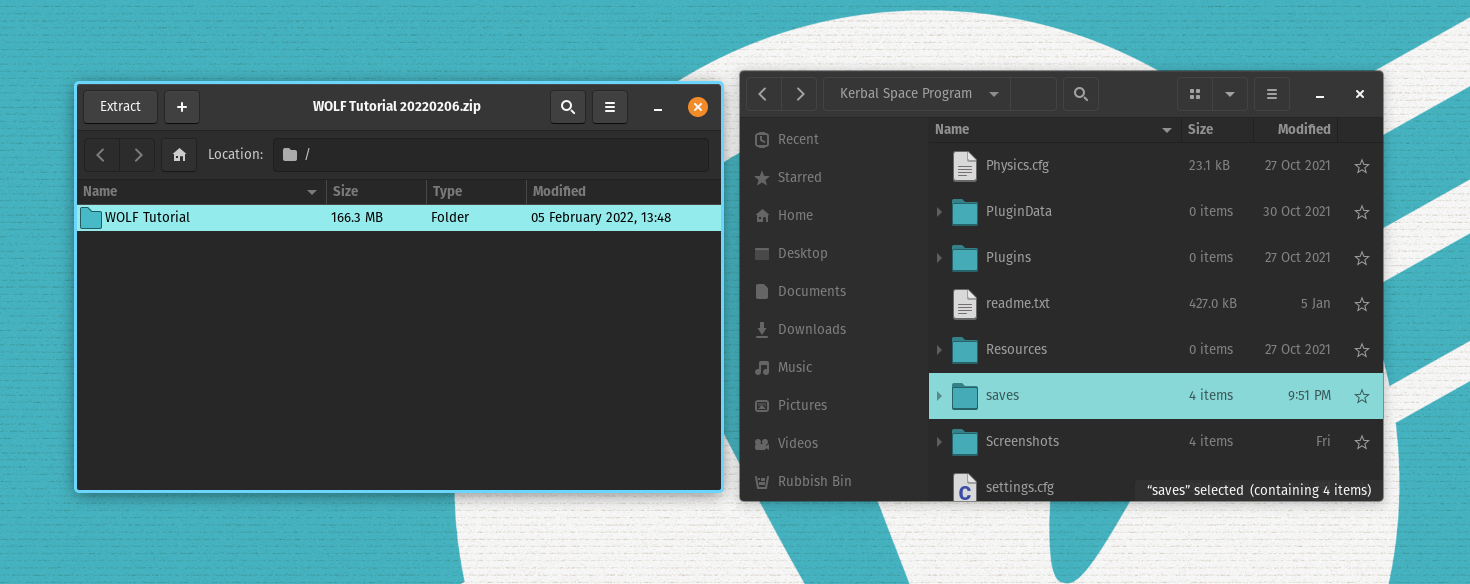 Extract
WOLF Tutorial 20220206.zip
Location: /
Name Size Type Modified
WOLF Tutorial 166.3 MB Folder 05 February 2022, 13:48
Kerbal Space Program
Recent
Starred
Home
Desktop
Documents
Downloads
Music
Pictures
Videos
Rubbish Bin
Name Size Modified
Physics.cfg 23.1 kB 27 Oct 2021
PluginData 0 items 30 Oct 2021
Plugins 0 items 27 Oct 2021
readme.txt 427.0 kB 5 Jan
Resources 0 items 27 Oct 2021
saves 4 items 9:51 PM
Screenshots 4 items Fri
settings.cfg
“saves” selected (containing 4 items)